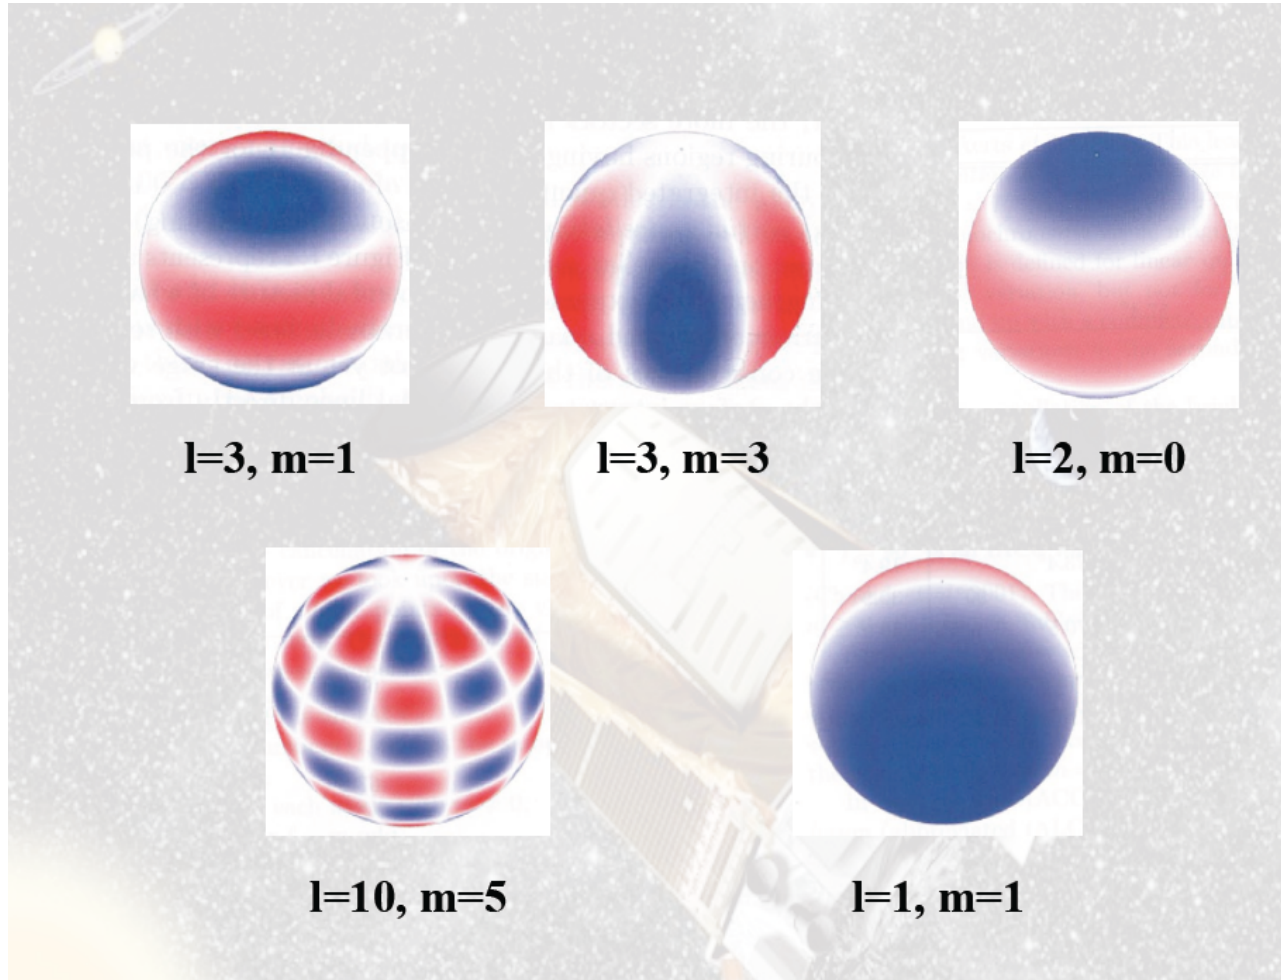 l=3, m=1
l=3, m=3
l=2, m=0
l=10, m=5
l=1, m=1